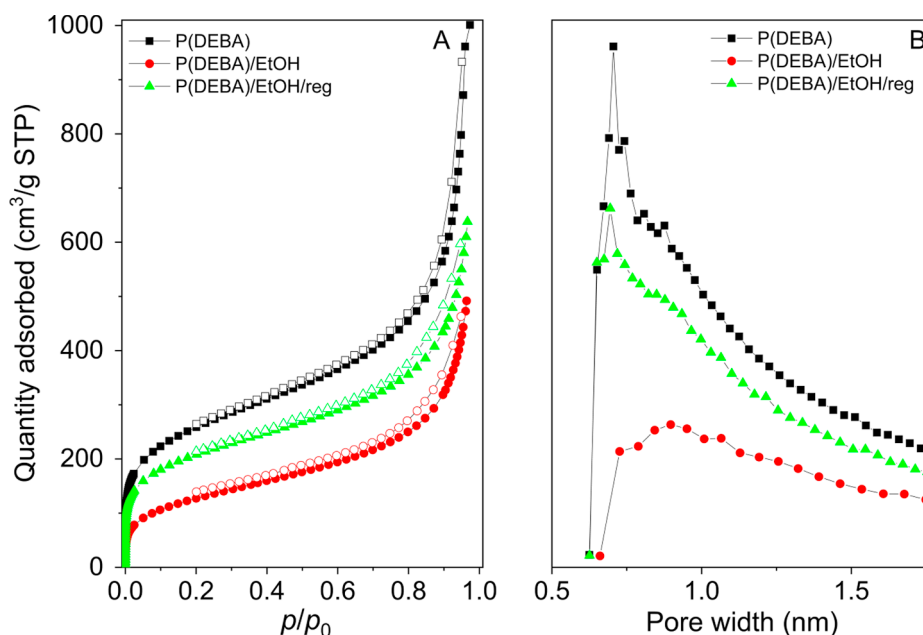 A
P(DEBA)
P(DEBA)/EtOH
P(DEBA)/EtOH/reg
Quantity adsorbed (cm³/g STP)
1000
800
600
400
200
0
0.0 0.2 0.4 0.6 0.8 1.0
p/p₀
B
P(DEBA)
P(DEBA)/EtOH
P(DEBA)/EtOH/reg
0.5 1.0 1.5
Pore width (nm)